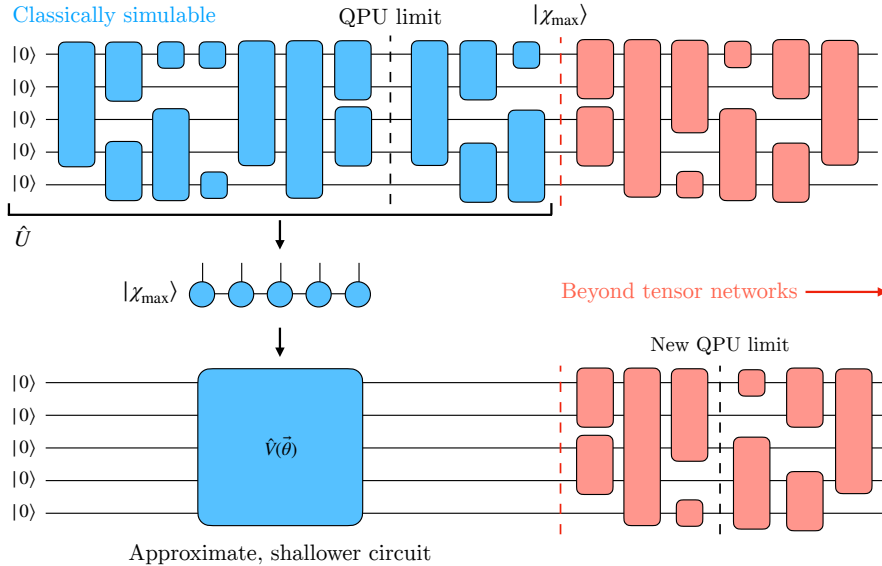 Classically simulable
QPU limit
|χmax⟩
|0⟩
|0⟩
|0⟩
|0⟩
|0⟩
Û
|χmax⟩
Beyond tensor networks
New QPU limit
|0⟩
|0⟩
|0⟩
|0⟩
|0⟩
V̂(θ⃗)
Approximate, shallower circuit